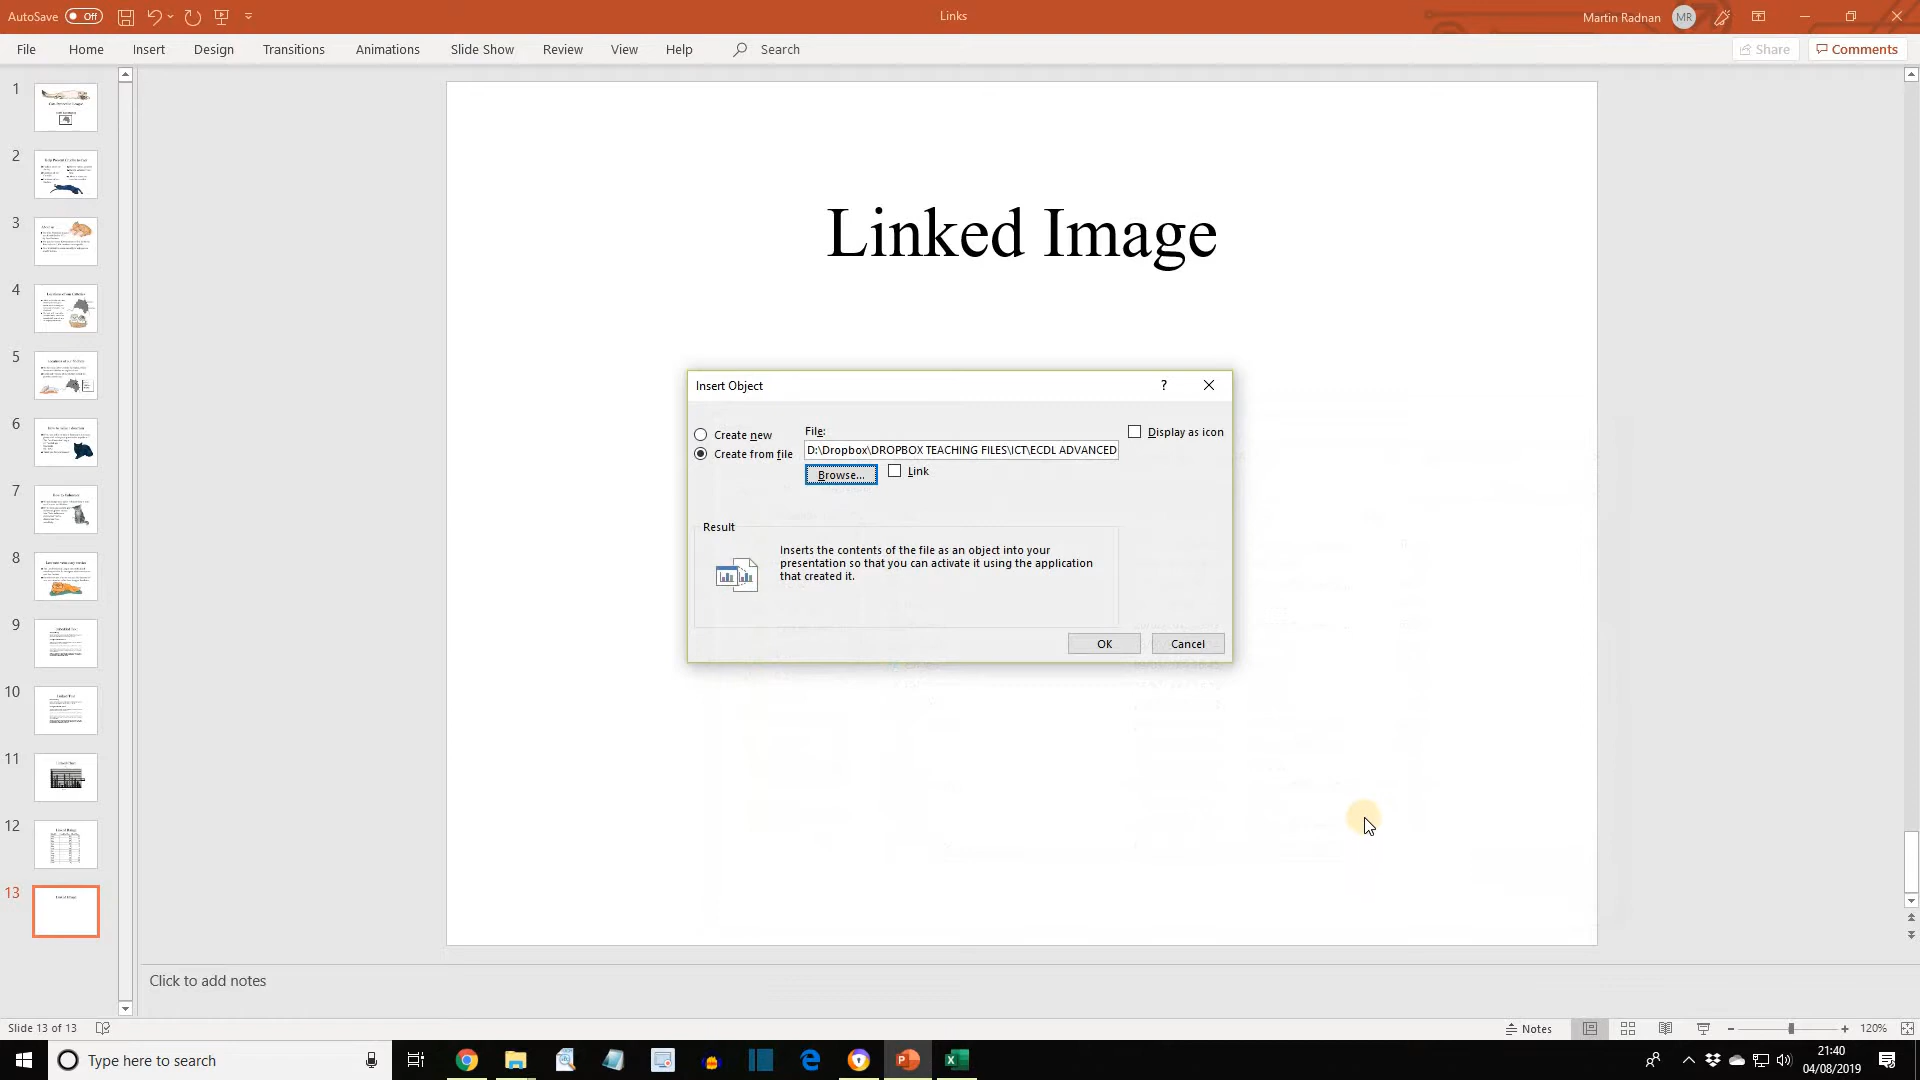 AutoSave Off
Links
Martin Radnan MR
File Home Insert Design Transitions Animations Slide Show Review View Help Search
Share Comments
1
2
3
4
5
6
7
8
9
10
11
12
13
Linked Image
Insert Object
?
Create new
Create from file
File:
D:\Dropbox\DROPBOX TEACHING FILES\ICT\ECDL ADVANCED
Browse...
Link
Display as icon
Result
Inserts the contents of the file as an object into your
presentation so that you can activate it using the application
that created it.
OK Cancel
Click to add notes
Slide 13 of 13
Notes
120%
Type here to search
21:40
04/08/2019